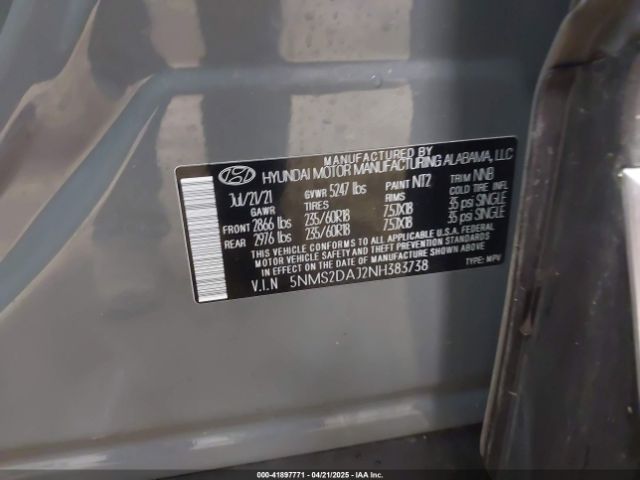 MANUFACTURED BY
HYUNDAI MOTOR MANUFACTURING ALABAMA, LLC
Jul/21/21 GVWR 5247 lbs PAINT NT2 TRIM NNB
GAWR TIRES RIMS COLD TIRE INFL
FRONT 2866 lbs 235/60R18 7.5JX18 35 psi SINGLE
REAR 2976 lbs 235/60R18 7.5JX18 35 psi SINGLE
THIS VEHICLE CONFORMS TO ALL APPLICABLE U.S.A. FEDERAL
MOTOR VEHICLE SAFETY AND THEFT PREVENTION STANDARDS
IN EFFECT ON THE DATE OF MANUFACTURE SHOWN ABOVE.
V.I.N 5NMS2DAJ2NH383738 TYPE: MPV
000-41897771 - 04/21/2025 - IAA Inc.